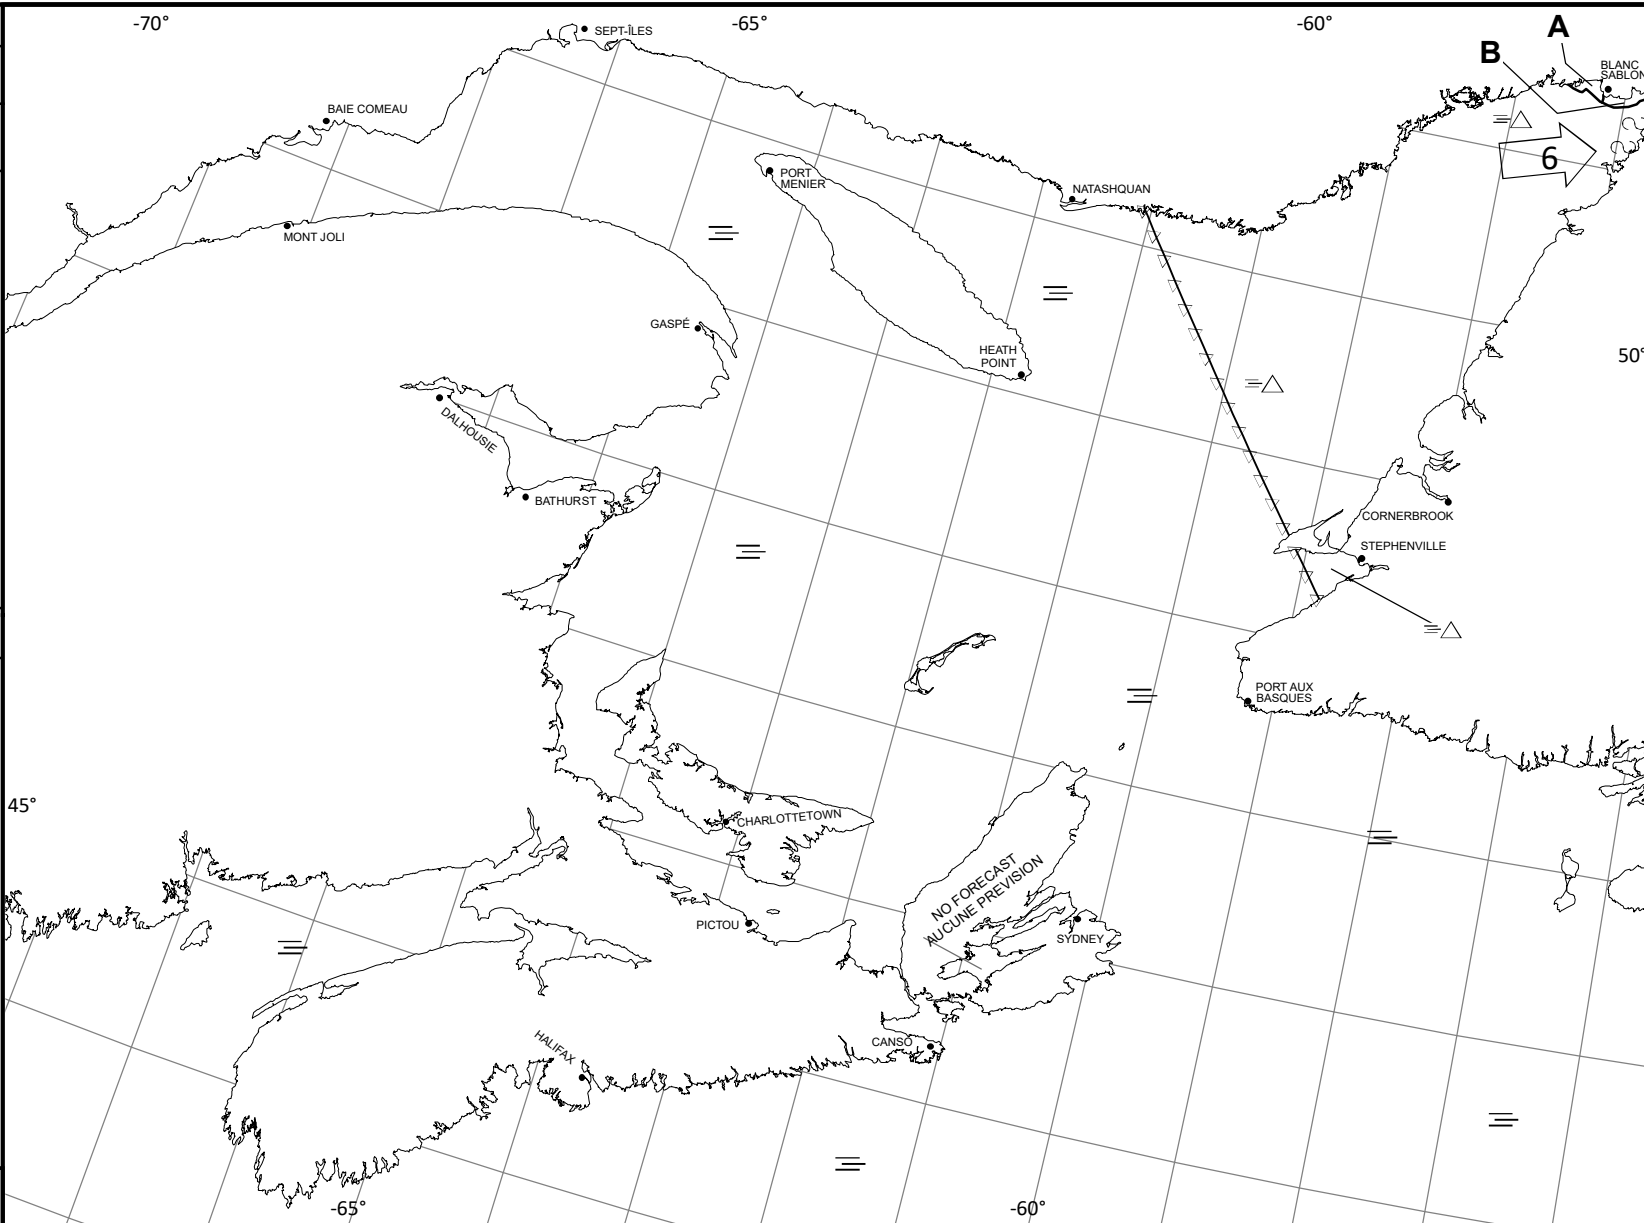 -70°
-65°
-60°
A
B
SEPT-ÎLES
BLANC
SABLON
BAIE COMEAU
6
PORT
MENIER
NATASHQUAN
MONT JOLI
GASPÉ
HEATH
POINT
50°
DALHOUSIE
BATHURST
CORNERBROOK
STEPHENVILLE
PORT AUX
BASQUES
45°
CHARLOTTETOWN
NO FORECAST
AUCUNE PREVISION
PICTOU
SYDNEY
HALIFAX
CANSO
-65°
-60°